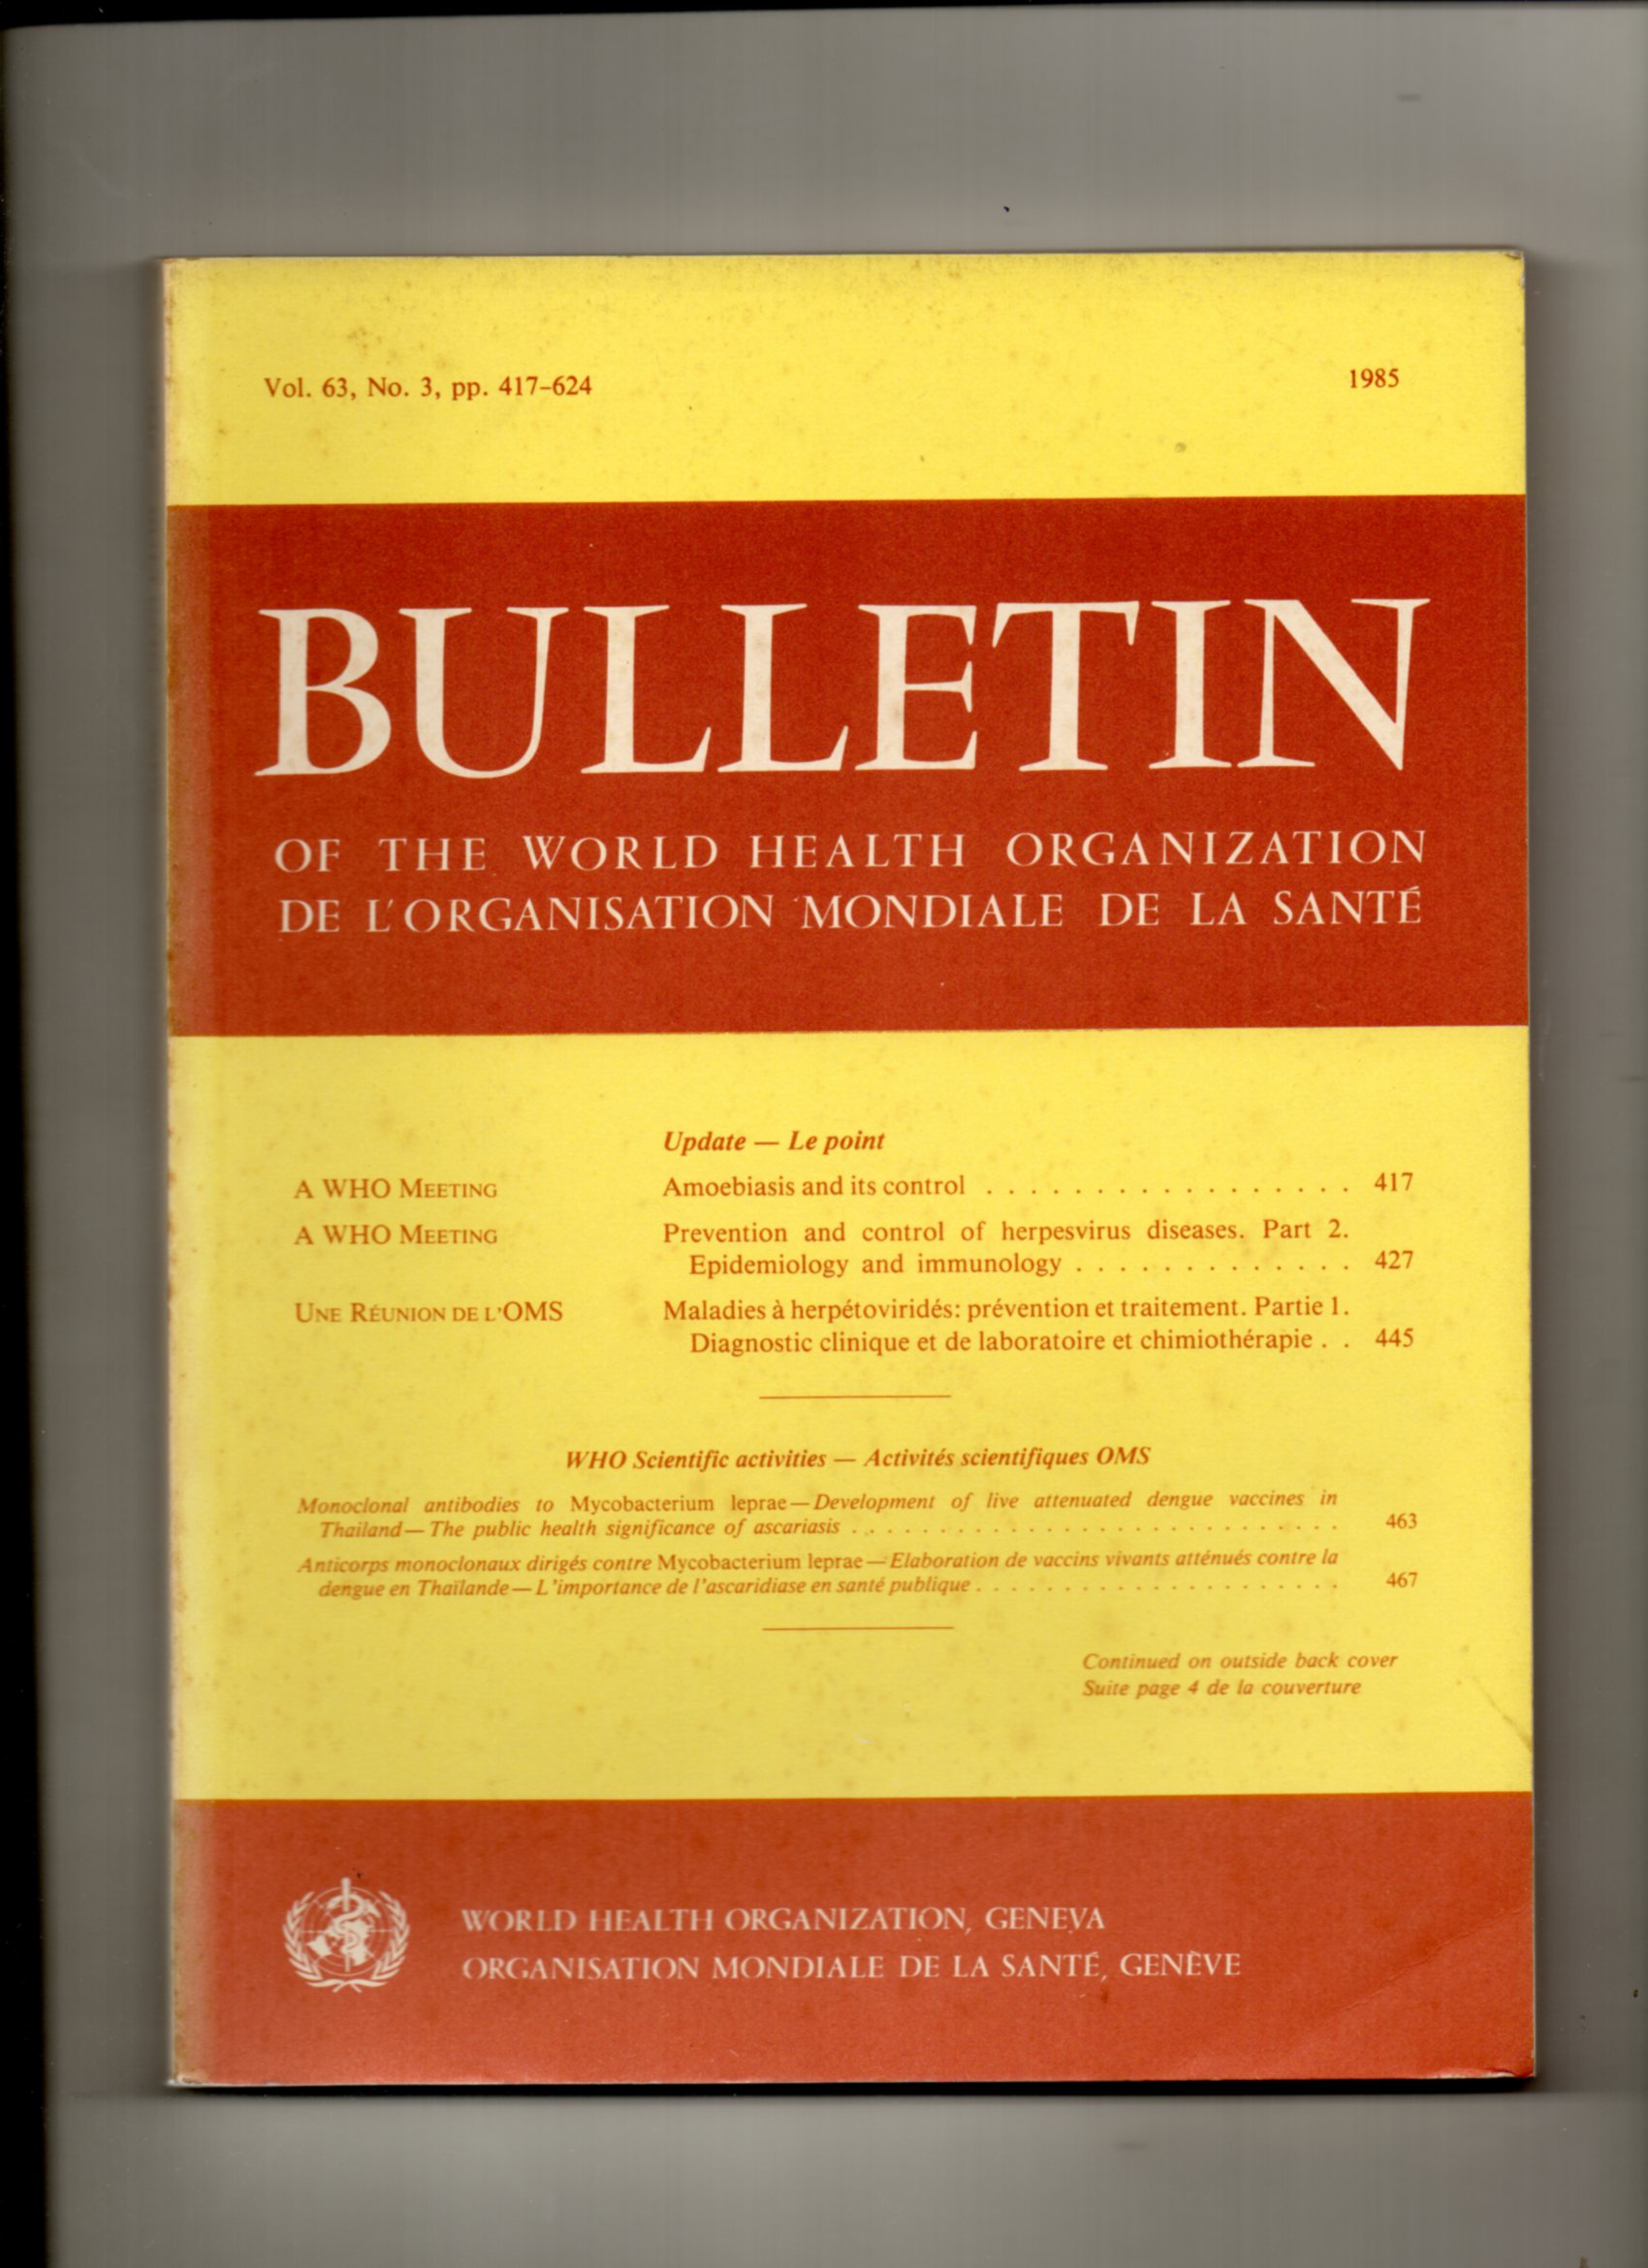 Vol. 63, No. 3, pp. 417–624 1985
BULLETIN
OF THE WORLD HEALTH ORGANIZATION
DE L'ORGANISATION MONDIALE DE LA SANTÉ
Update — Le point
A WHO MEETING Amoebiasis and its control . . . . . . . . . . . . . . . . . 417
A WHO MEETING Prevention and control of herpesvirus diseases. Part 2.
Epidemiology and immunology . . . . . . . . . . . . . 427
UNE RÉUNION DE L'OMS Maladies à herpétoviridés: prévention et traitement. Partie 1.
Diagnostic clinique et de laboratoire et chimiothérapie . . 445
WHO Scientific activities — Activités scientifiques OMS
Monoclonal antibodies to Mycobacterium leprae—Development of live attenuated dengue vaccines in
Thailand—The public health significance of ascariasis . . . . . . . . . . . . . . . . . . . . . . . . . . . . 463
Anticorps monoclonaux dirigés contre Mycobacterium leprae—Elaboration de vaccins vivants atténués contre la
dengue en Thaïlande—L'importance de l'ascaridiase en santé publique . . . . . . . . . . . . . . . . . . . . . 467
Continued on outside back cover
Suite page 4 de la couverture
WORLD HEALTH ORGANIZATION, GENEVA
ORGANISATION MONDIALE DE LA SANTÉ, GENÈVE